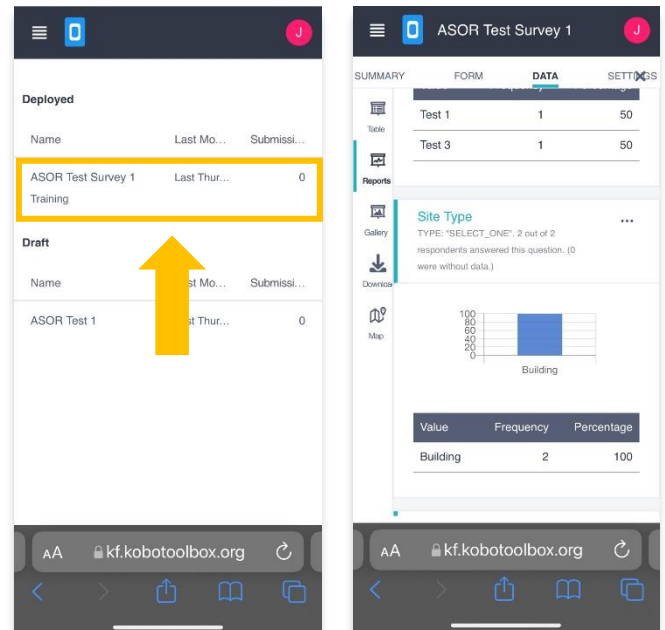 J
Deployed
Name Last Mo... Submissi...
ASOR Test Survey 1 Last Thur... 0
Training
Draft
Name st Mo... Submissi...
ASOR Test 1 st Thur... 0
AA kf.kobotoolbox.org
ASOR Test Survey 1 J
SUMMARY FORM DATA SETTINGS
Table
Reports
Gallery
Downloa
Map
Test 1 1 50
Test 3 1 50
Site Type ...
TYPE: "SELECT_ONE". 2 out of 2
respondents answered this question. (0
were without data.)
100
80
60
40
20
0
Building
Value Frequency Percentage
Building 2 100
AA kf.kobotoolbox.org